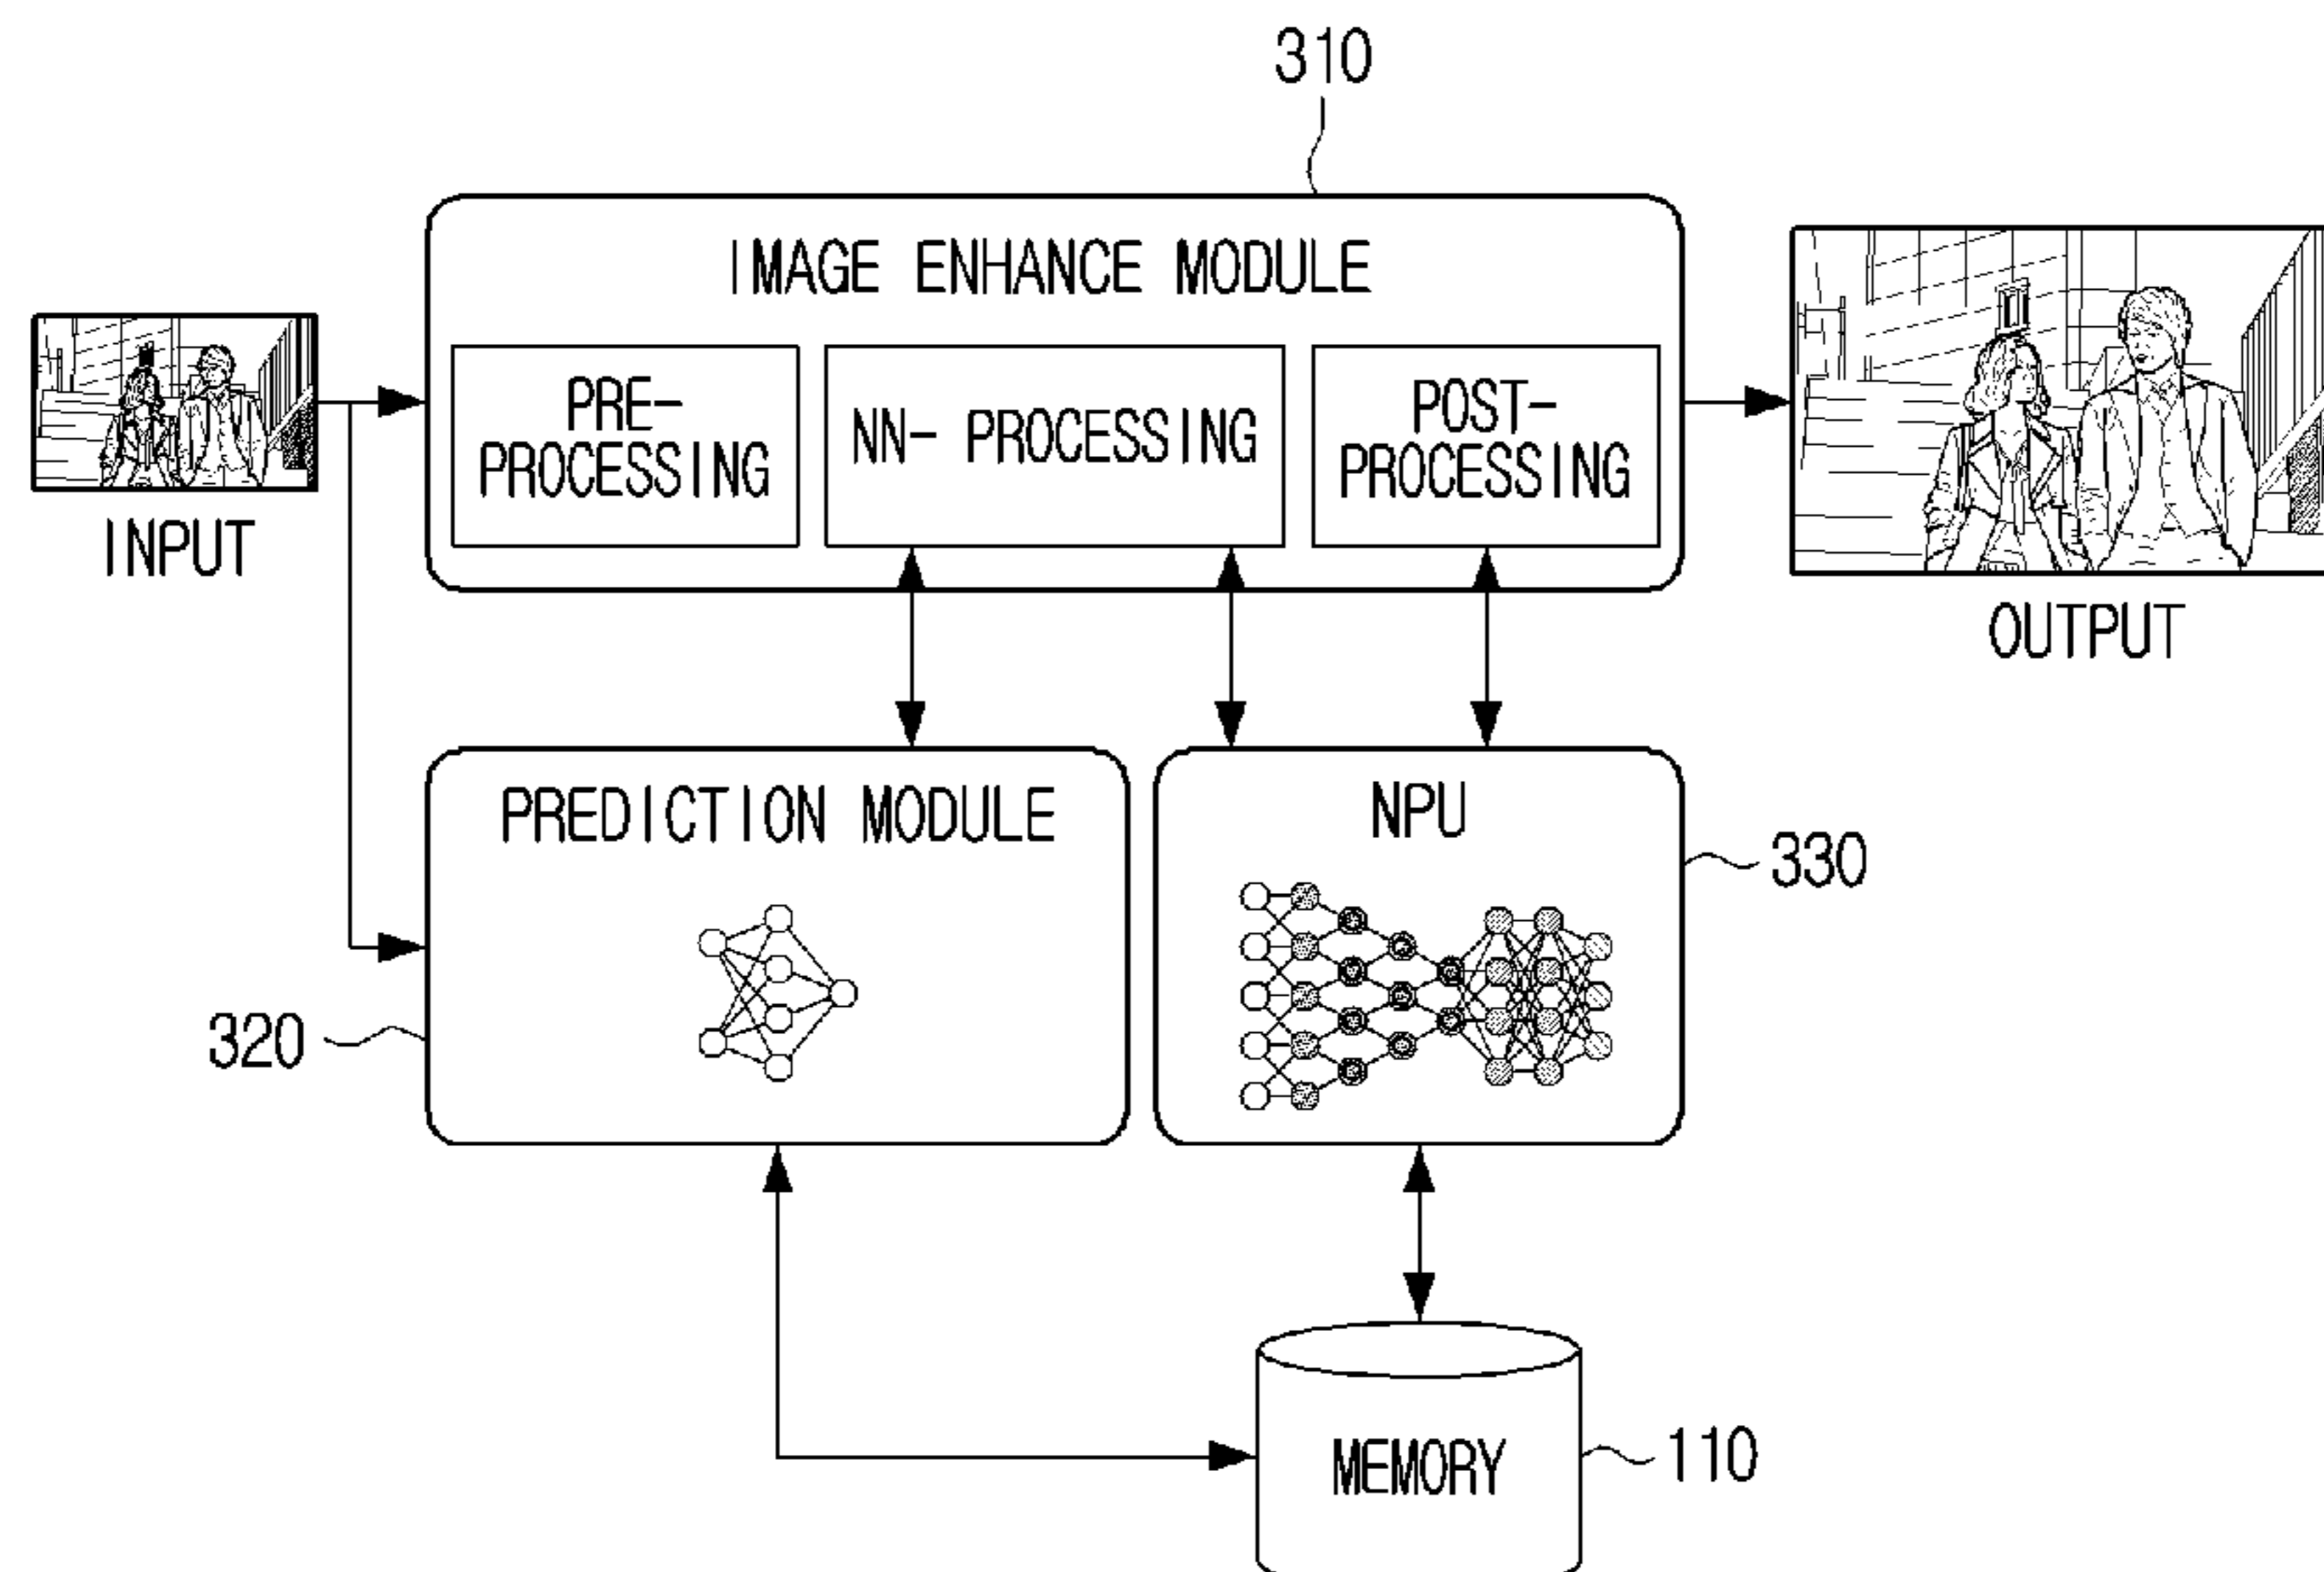 310
IMAGE ENHANCE MODULE
PRE-
PROCESSING
NN- PROCESSING
POST-
PROCESSING
INPUT
OUTPUT
PREDICTION MODULE
NPU
330
320
MEMORY
110